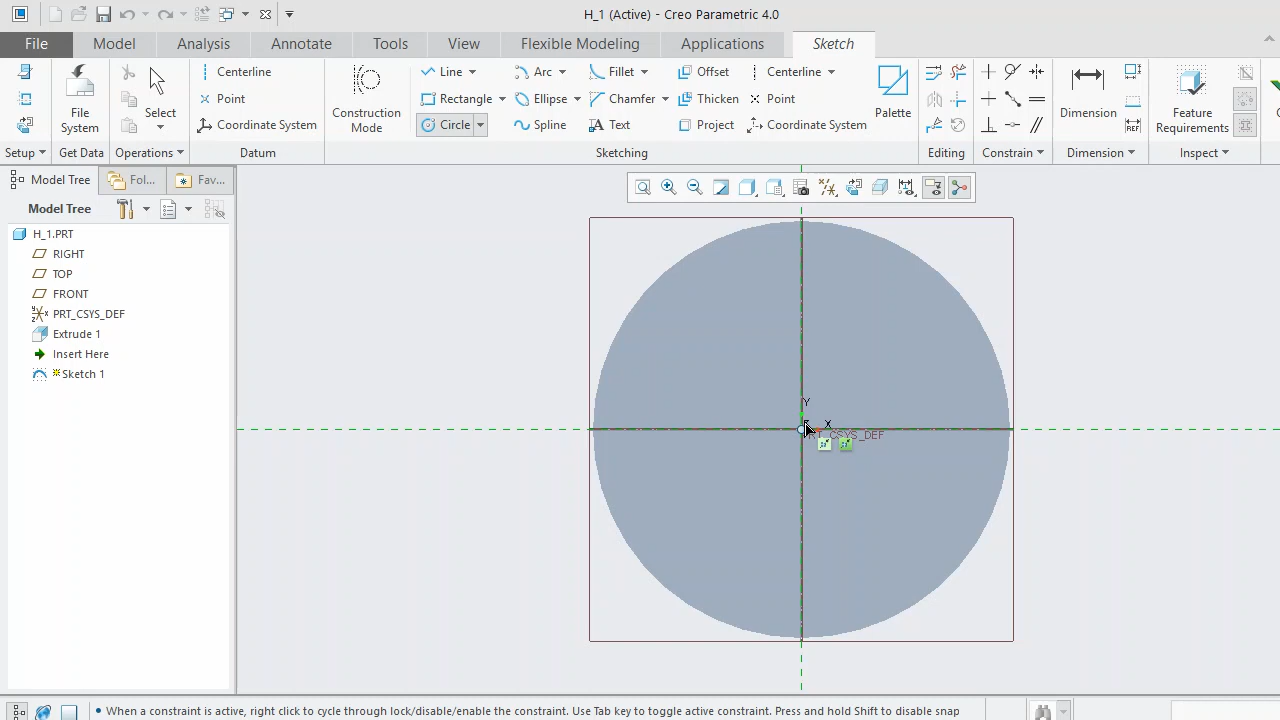 H_1 (Active) - Creo Parametric 4.0
File Model Analysis Annotate Tools View Flexible Modeling Applications Sketch
Centerline Line Arc Fillet Offset Centerline
Point Rectangle Ellipse Chamfer Thicken Point
File System Select Coordinate System Construction Mode Circle Spline Text Project Coordinate System Palette Dimension Feature Requirements
Setup Get Data Operations Datum Sketching Editing Constrain Dimension Inspect
Model Tree Fol... Fav...
Model Tree
H_1.PRT
RIGHT
TOP
FRONT
PRT_CSYS_DEF
Extrude 1
Insert Here
Sketch 1
Y
X
PRT_CSYS_DEF
• When a constraint is active, right click to cycle through lock/disable/enable the constraint. Use Tab key to toggle active constraint. Press and hold Shift to disable snap